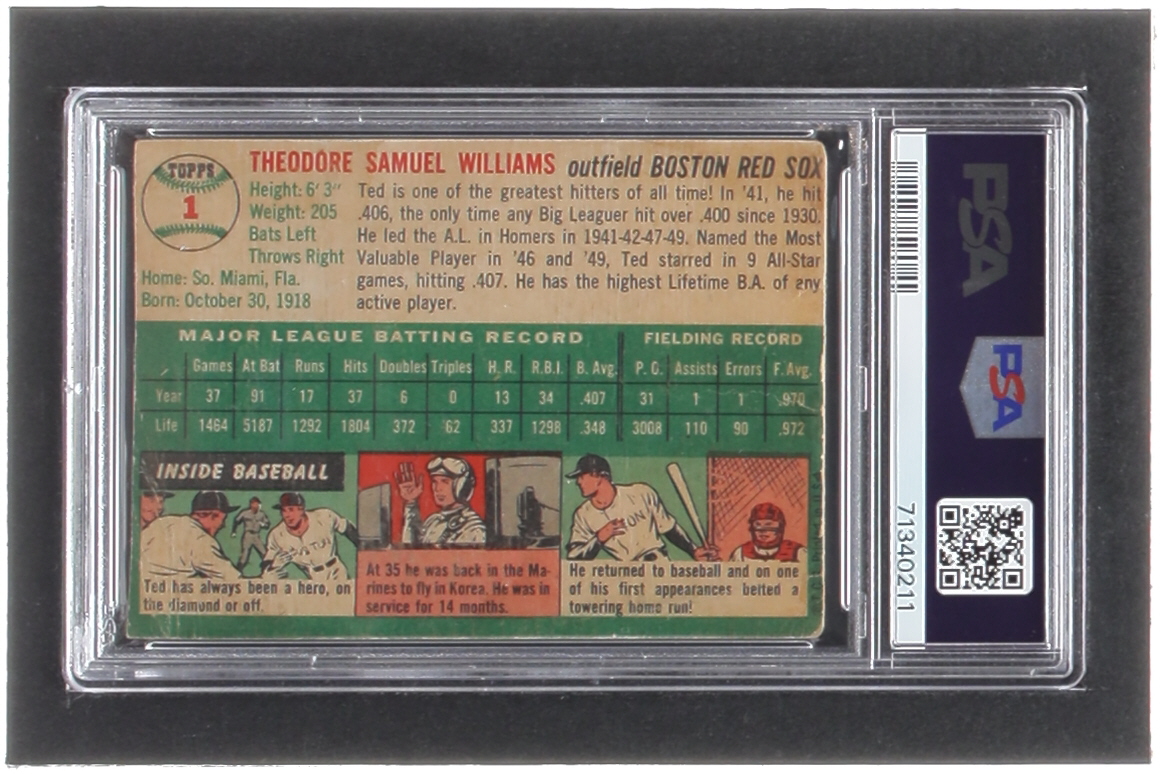 TOPPS
1
THEODORE SAMUEL WILLIAMS outfield BOSTON RED SOX
Height: 6' 3"
Weight: 205
Bats Left
Throws Right
Home: So. Miami, Fla.
Born: October 30, 1918
Ted is one of the greatest hitters of all time! In '41, he hit
.406, the only time any Big Leaguer hit over .400 since 1930.
He led the A.L. in Homers in 1941-42-47-49. Named the Most
Valuable Player in '46 and '49, Ted starred in 9 All-Star
games, hitting .407. He has the highest Lifetime B.A. of any
active player.
MAJOR LEAGUE BATTING RECORD FIELDING RECORD
Games At Bat Runs Hits Doubles Triples H. R. R.B.I. B. Avg. P. O. Assists Errors F. Avg.
Year 37 91 17 37 6 0 13 34 .407 31 1 1 .970
Life 1464 5187 1292 1804 372 62 337 1298 .348 3008 110 90 .972
INSIDE BASEBALL
Ted has always been a hero, on
the diamond or off.
At 35 he was back in the Ma-
rines to fly in Korea. He was in
service for 14 months.
He returned to baseball and on one
of his first appearances belted a
towering home run!
PSA
PSA
71340211